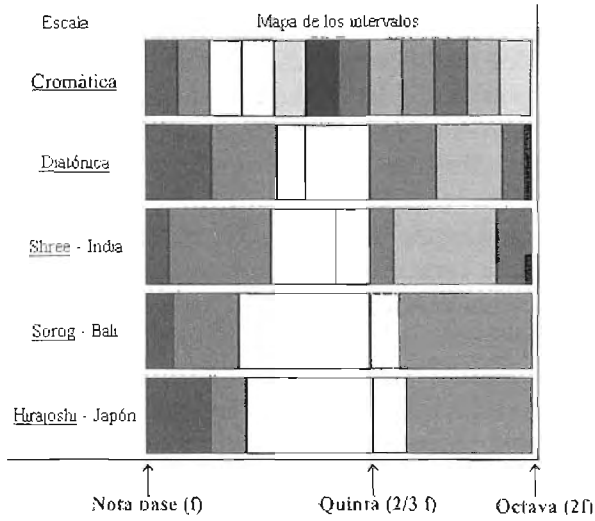 Escala Mapa de los intervalos
Cromática
Diatónica
Shree - India
Sorog - Bali
Hirajoshi - Japón
Nota base (f) Quinta (2/3 f) Octava (2f)